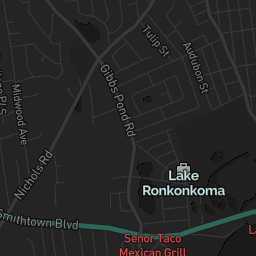 Tulip St
Audubon St
Gibbs Pond Rd
Midwood Ave
Nichols Rd
Lake
Ronkonkoma
Smithtown Blvd
Señor Taco
Mexican Grill